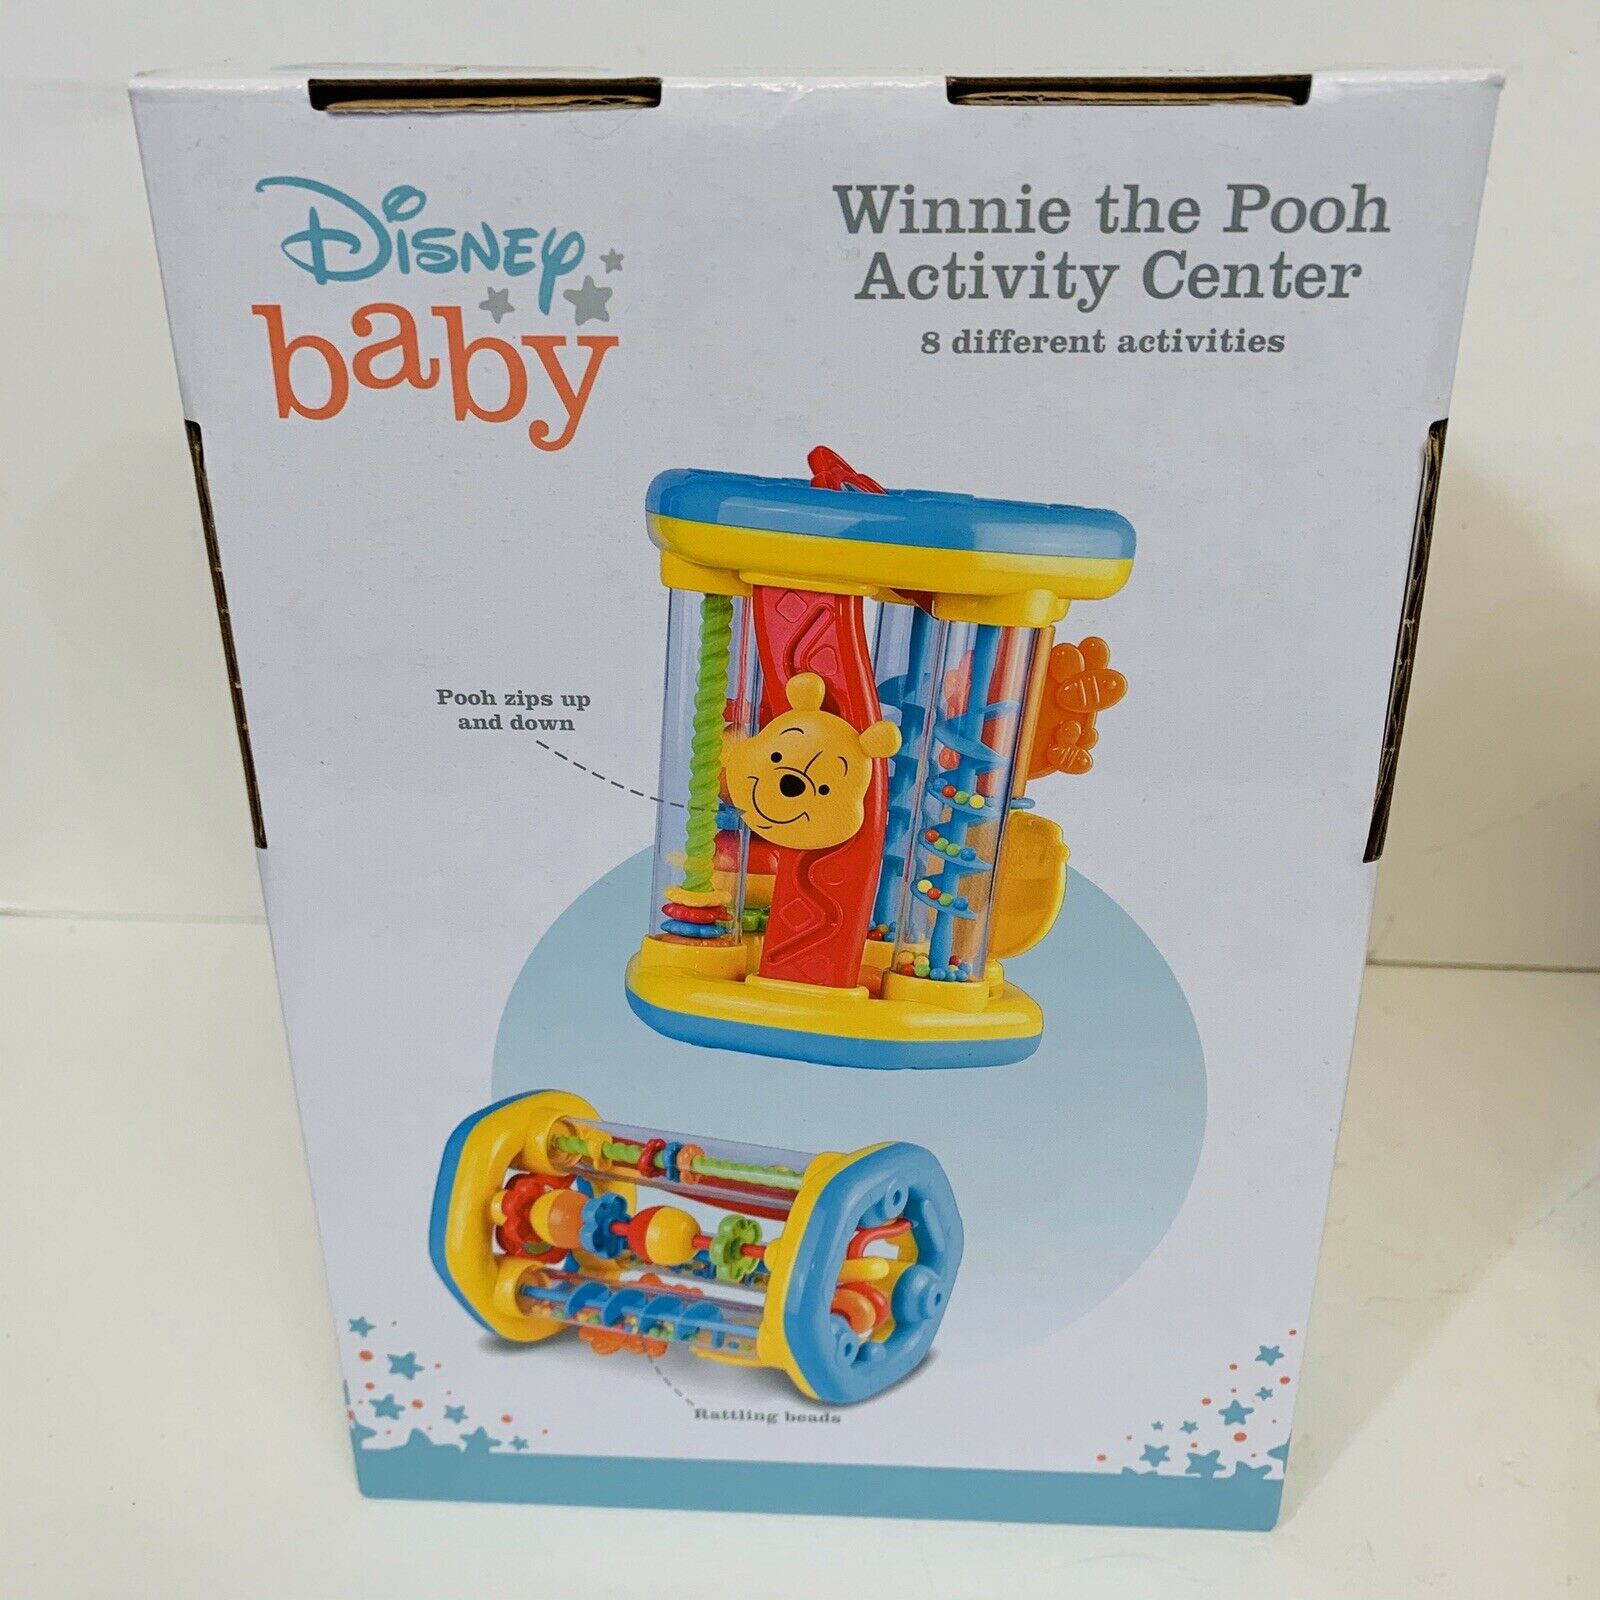 Disney
baby
Winnie the Pooh
Activity Center
8 different activities
Pooh zips up
and down
Rattling beads